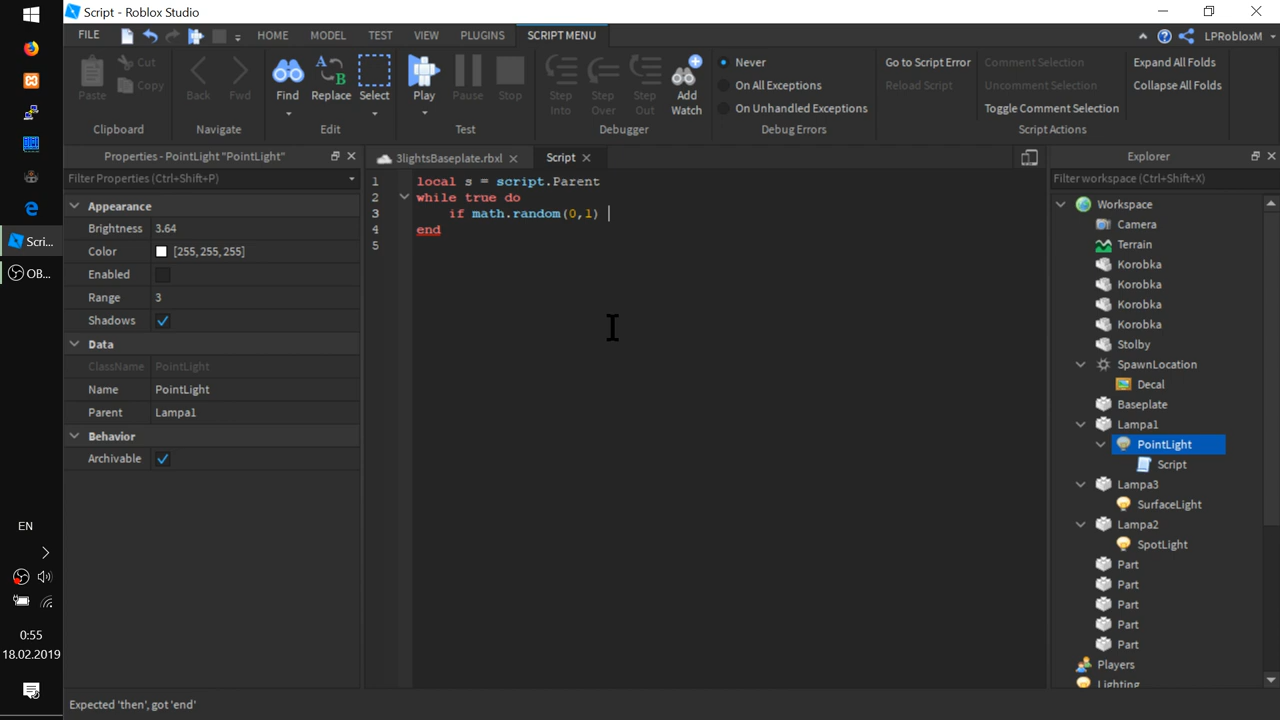 Script - Roblox Studio
FILE
HOME
MODEL
TEST
VIEW
PLUGINS
SCRIPT MENU
LPRobloxM
Paste
Cut
Copy
Clipboard
Back
Fwd
Navigate
Find
Replace
Select
Edit
Play
Pause
Stop
Test
Step Into
Step Over
Step Out
Add Watch
Debugger
Never
On All Exceptions
On Unhandled Exceptions
Debug Errors
Go to Script Error
Reload Script
Comment Selection
Uncomment Selection
Toggle Comment Selection
Expand All Folds
Collapse All Folds
Script Actions
Properties - PointLight "PointLight"
Filter Properties (Ctrl+Shift+P)
Appearance
Brightness 3.64
Color [255, 255, 255]
Enabled
Range 3
Shadows
Data
ClassName PointLight
Name PointLight
Parent Lampa1
Behavior
Archivable
3lightsBaseplate.rbxl
Script
1 local s = script.Parent
2 while true do
3 if math.random(0,1)
4 end
5
Explorer
Filter workspace (Ctrl+Shift+X)
Workspace
Camera
Terrain
Korobka
Korobka
Korobka
Korobka
Stolby
SpawnLocation
Decal
Baseplate
Lampa1
PointLight
Script
Lampa3
SurfaceLight
Lampa2
SpotLight
Part
Part
Part
Part
Part
Players
Lighting
Scri...
OB...
EN
0:55
18.02.2019
Expected 'then', got 'end'